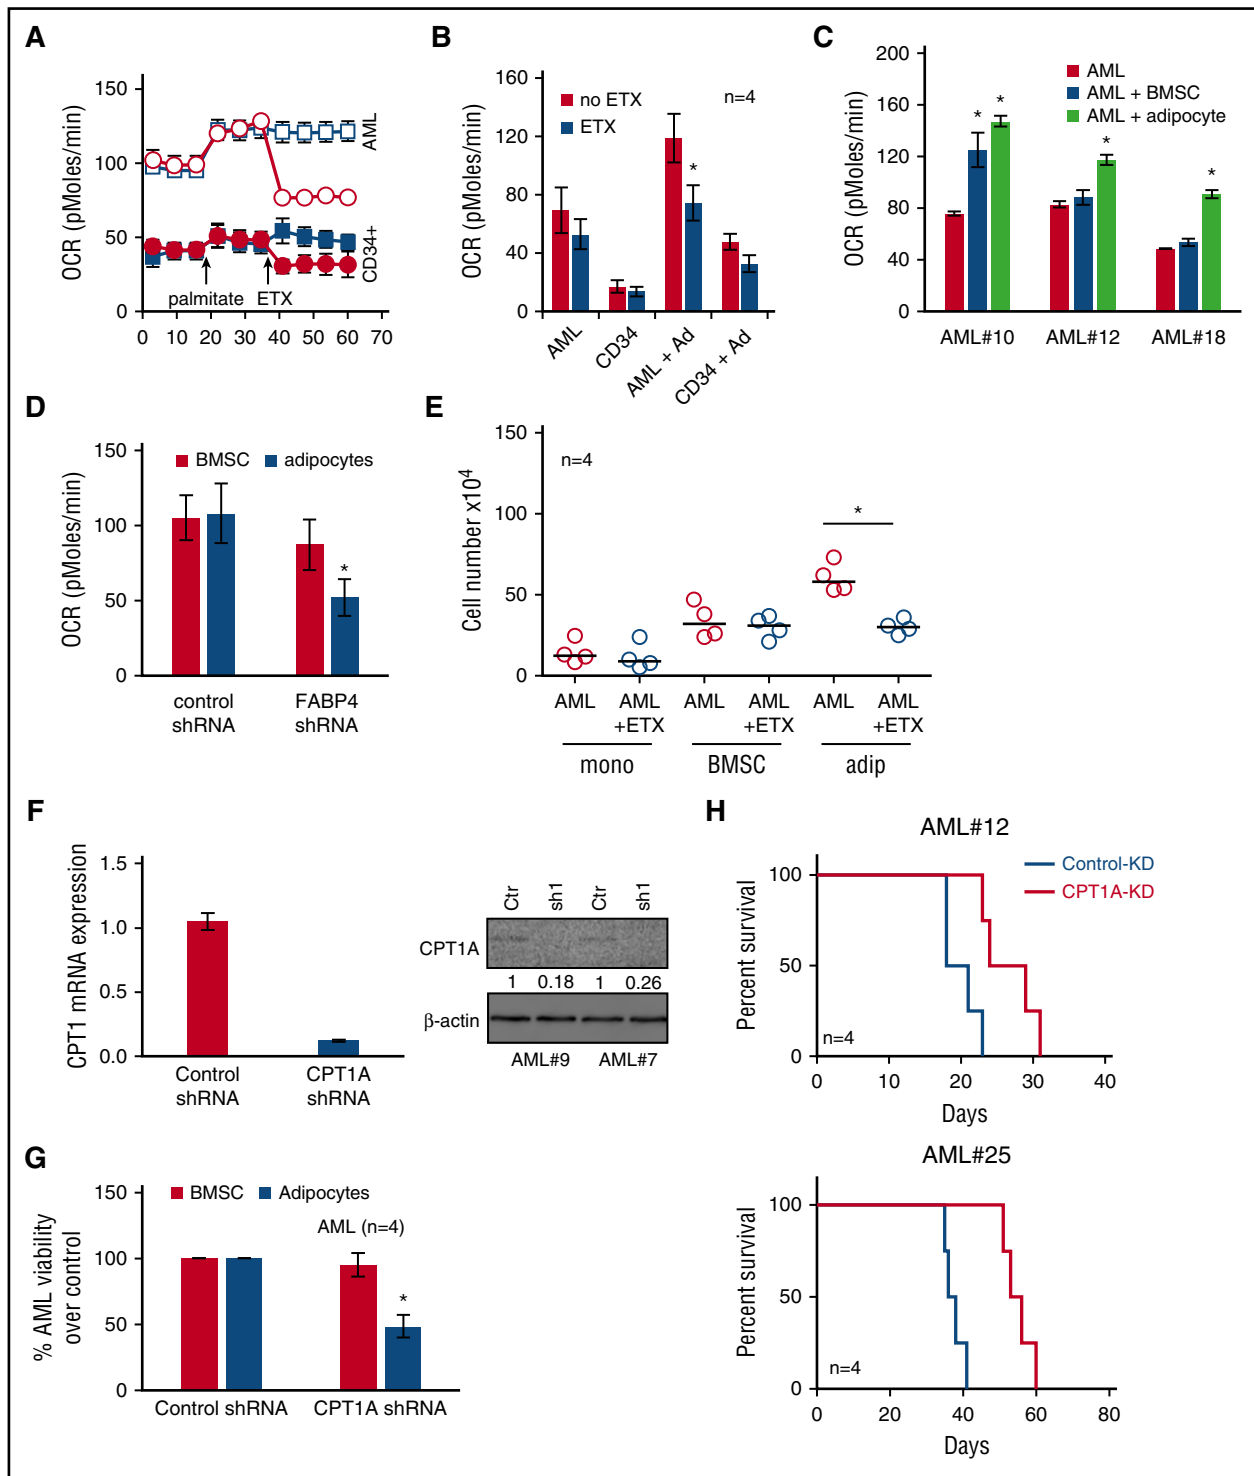 A
OCR (pMoles/min)
150
100
50
0
AML
CD34+
palmitate
ETX
0 10 20 30 40 50 60 70
B
OCR (pMoles/min)
160
120
80
40
0
no ETX
ETX
n=4
*
AML
CD34
AML + Ad
CD34 + Ad
C
OCR (pMoles/min)
200
160
120
80
40
0
AML
AML + BMSC
AML + adipocyte
* *
*
*
AML#10 AML#12 AML#18
D
OCR (pMoles/min)
150
100
50
0
BMSC adipocytes
*
control
shRNA
FABP4
shRNA
E
Cell number x10⁴
150
100
50
0
n=4
*
AML
AML
+ETX
AML
AML
+ETX
AML
AML
+ETX
mono
BMSC
adip
F
CPT1 mRNA expression
1.5
1.0
0.5
0.0
Control
shRNA
CPT1A
shRNA
Ctr sh1 Ctr sh1
CPT1A
1 0.18 1 0.26
β-actin
AML#9 AML#7
G
% AML viability
over control
150
100
50
0
BMSC Adipocytes
AML (n=4)
*
Control shRNA CPT1A shRNA
H
AML#12
Control-KD
CPT1A-KD
Percent survival
100
50
0
n=4
0 10 20 30 40
Days
AML#25
Percent survival
100
50
0
n=4
0 20 40 60 80
Days